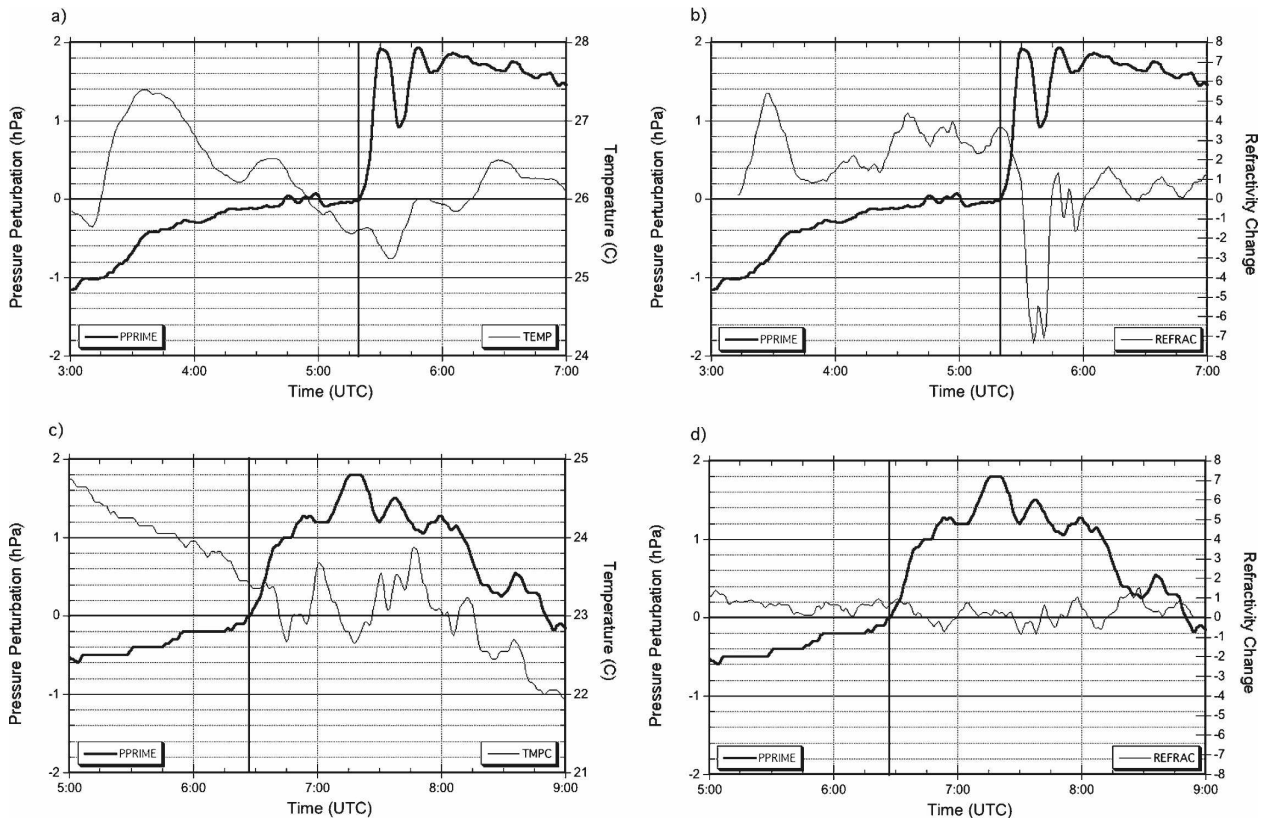 a)
2
1
0
-1
-2
28
27
26
25
24
Pressure Perturbation (hPa)
Temperature (C)
PPRIME
TEMP
3:00 4:00 5:00 6:00 7:00
Time (UTC)
b)
2
1
0
-1
-2
8
7
6
5
4
3
2
1
0
-1
-2
-3
-4
-5
-6
-7
-8
Pressure Perturbation (hPa)
Refractivity Change
PPRIME
REFRAC
3:00 4:00 5:00 6:00 7:00
Time (UTC)
c)
2
1
0
-1
-2
25
24
23
22
21
Pressure Perturbation (hPa)
Temperature (C)
PPRIME
TMPC
5:00 6:00 7:00 8:00 9:00
Time (UTC)
d)
2
1
0
-1
-2
8
7
6
5
4
3
2
1
0
-1
-2
-3
-4
-5
-6
-7
-8
Pressure Perturbation (hPa)
Refractivity Change
PPRIME
REFRAC
5:00 6:00 7:00 8:00 9:00
Time (UTC)